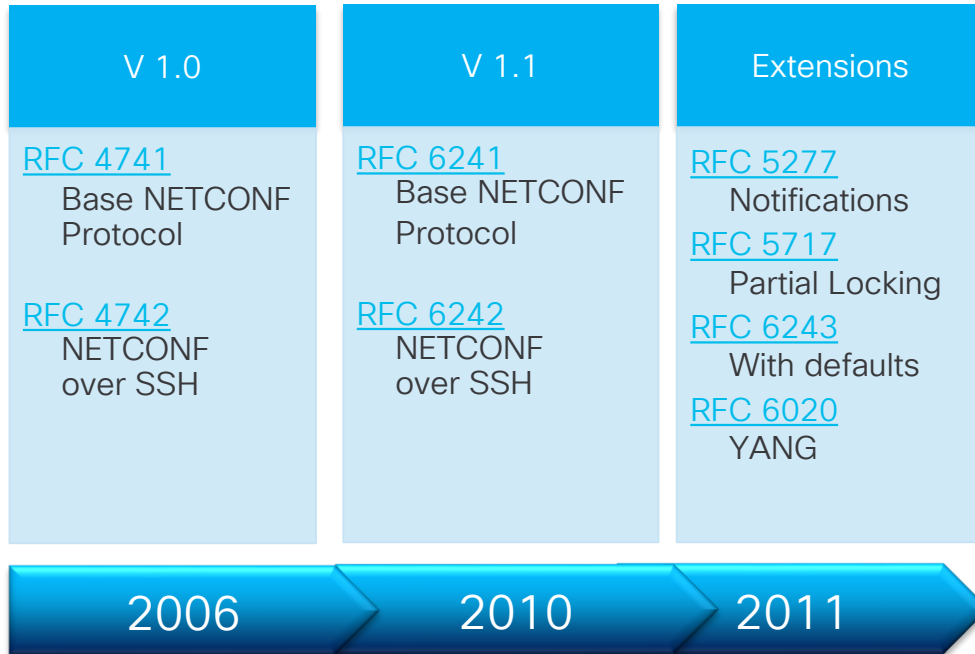 V 1.0
RFC 4741
Base NETCONF
Protocol
RFC 4742
NETCONF
over SSH
V 1.1
RFC 6241
Base NETCONF
Protocol
RFC 6242
NETCONF
over SSH
Extensions
RFC 5277
Notifications
RFC 5717
Partial Locking
RFC 6243
With defaults
RFC 6020
YANG
2006
2010
2011